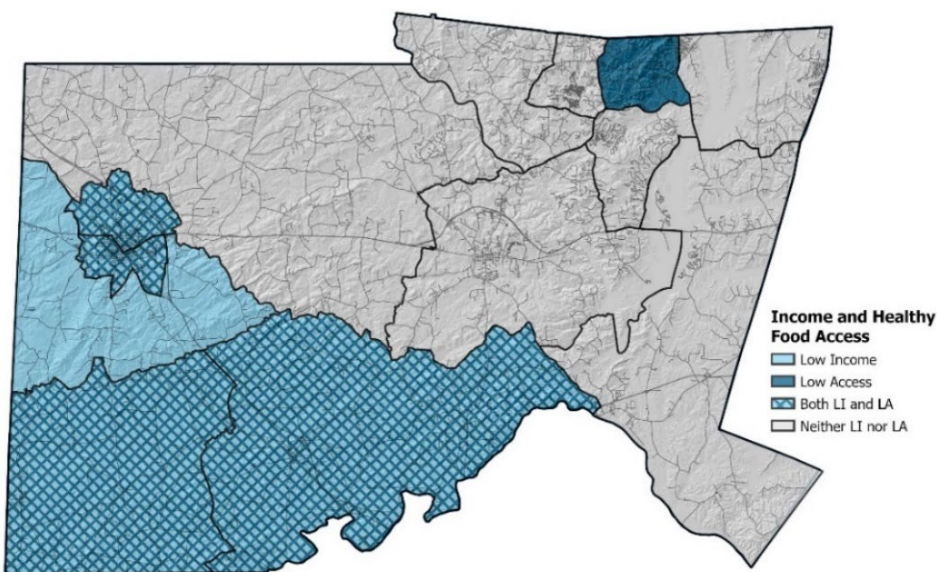 Income and Healthy
Food Access
Low Income
Low Access
Both LI and LA
Neither LI nor LA